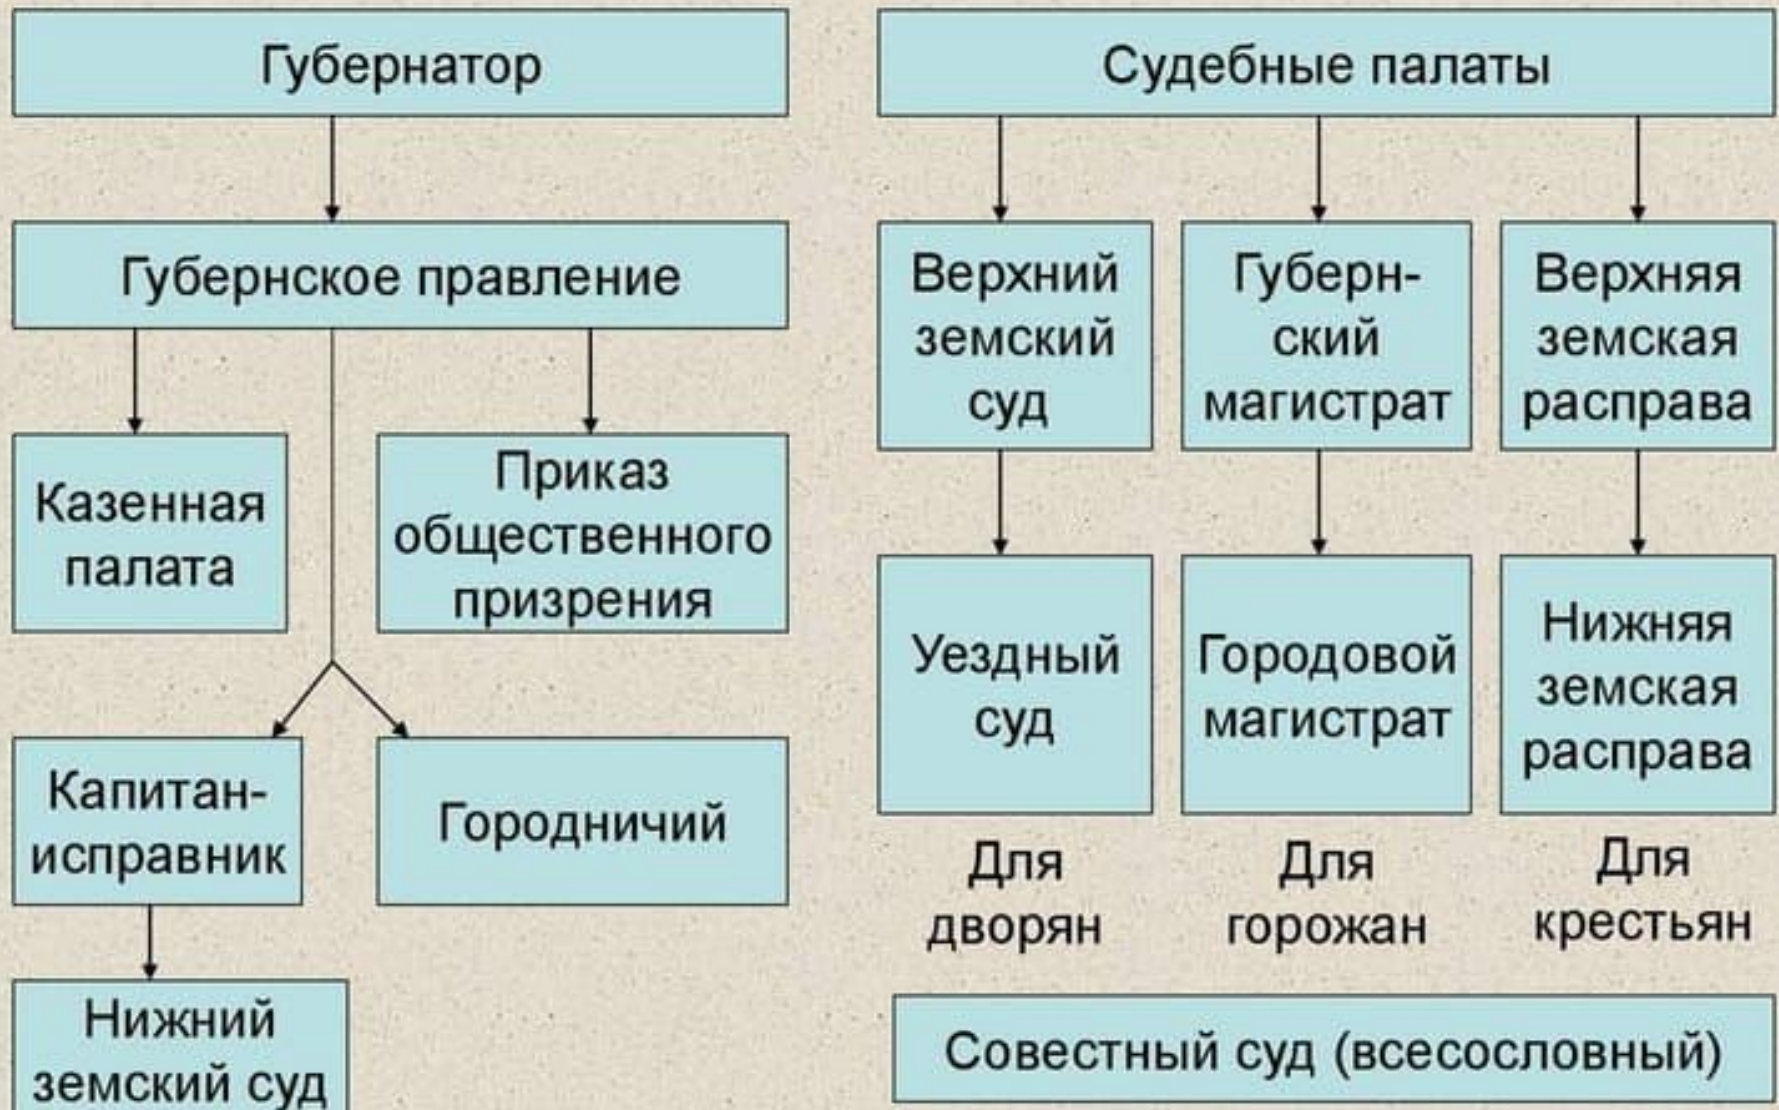 Губернатор
Губернское правление
Казенная
палата
Приказ
общественного
призрения
Капитан-
исправник
Городничий
Нижний
земский суд
Судебные палаты
Верхний
земский
суд
Губерн-
ский
магистрат
Верхняя
земская
расправа
Уездный
суд
Городовой
магистрат
Нижняя
земская
расправа
Для
дворян
Для
горожан
Для
крестьян
Совестный суд (всесословный)